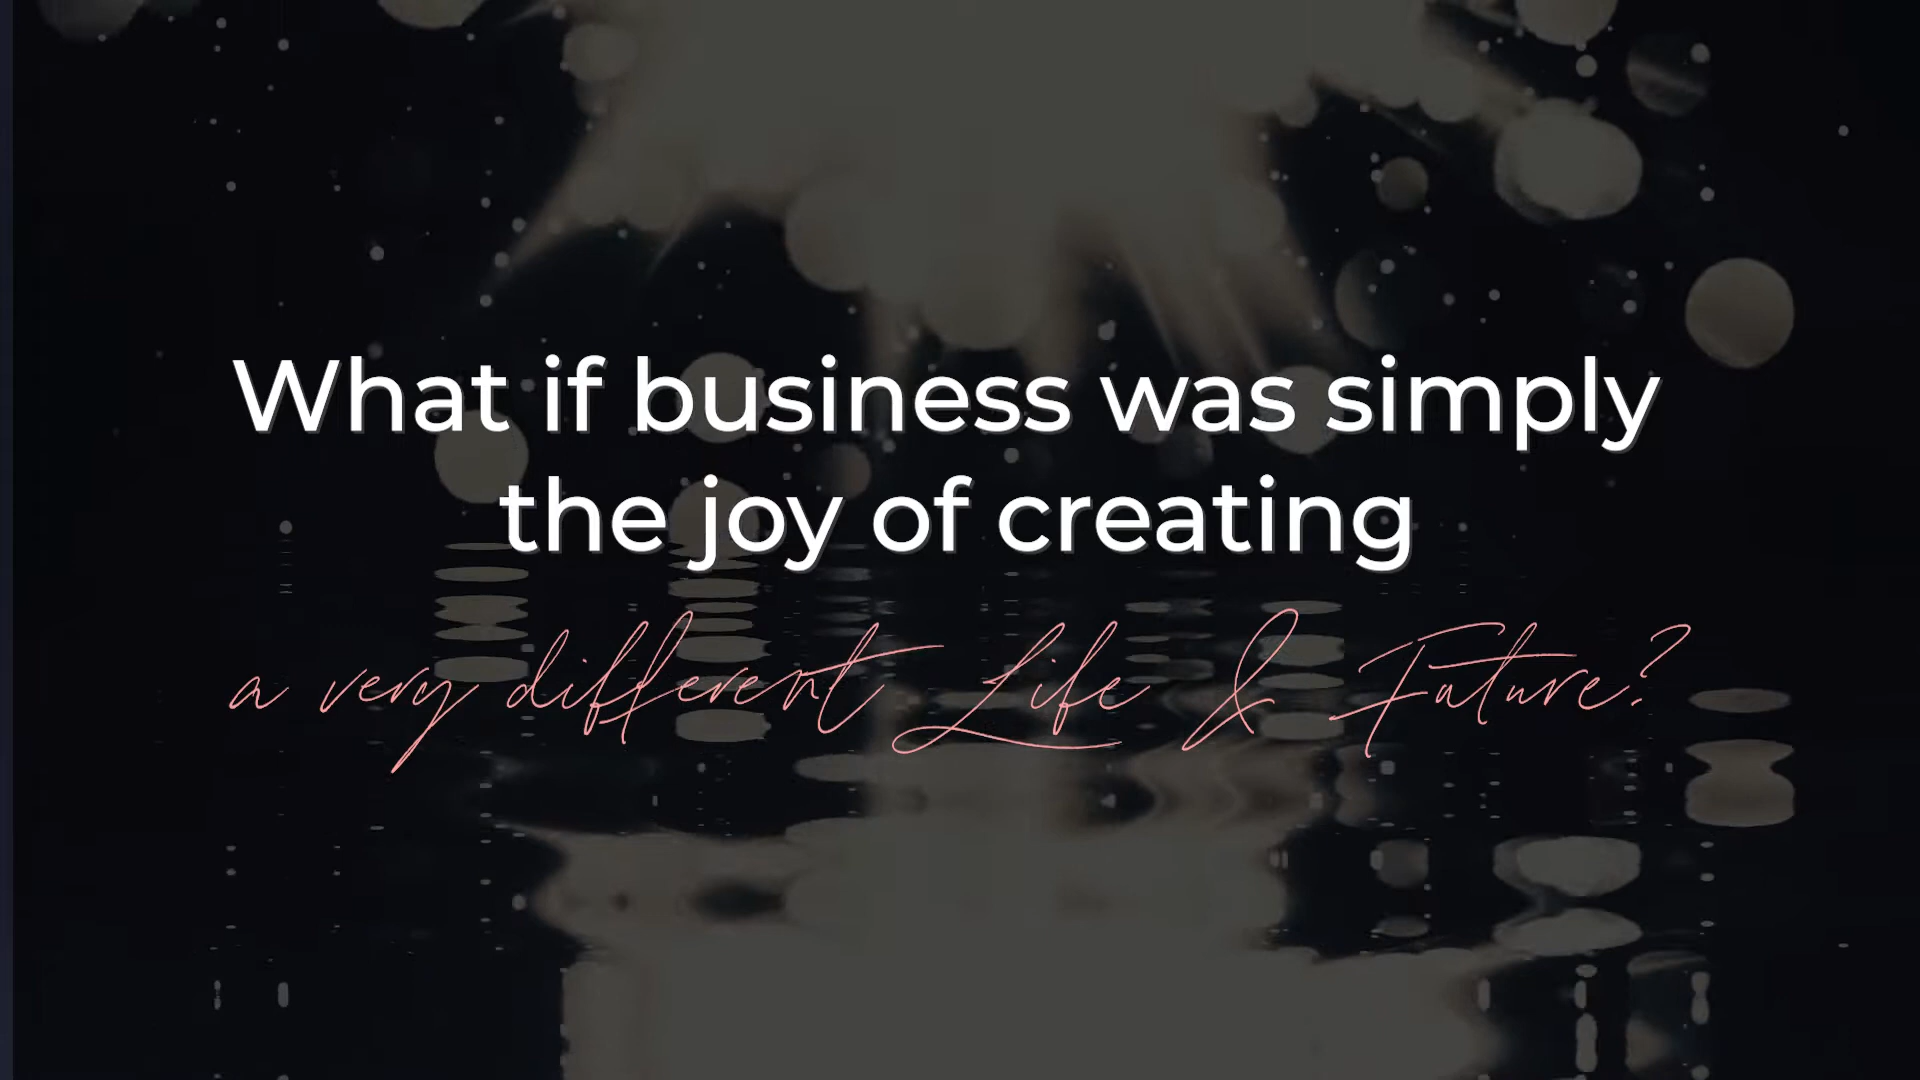 What if business was simply
the joy of creating
a very different Life & Future?